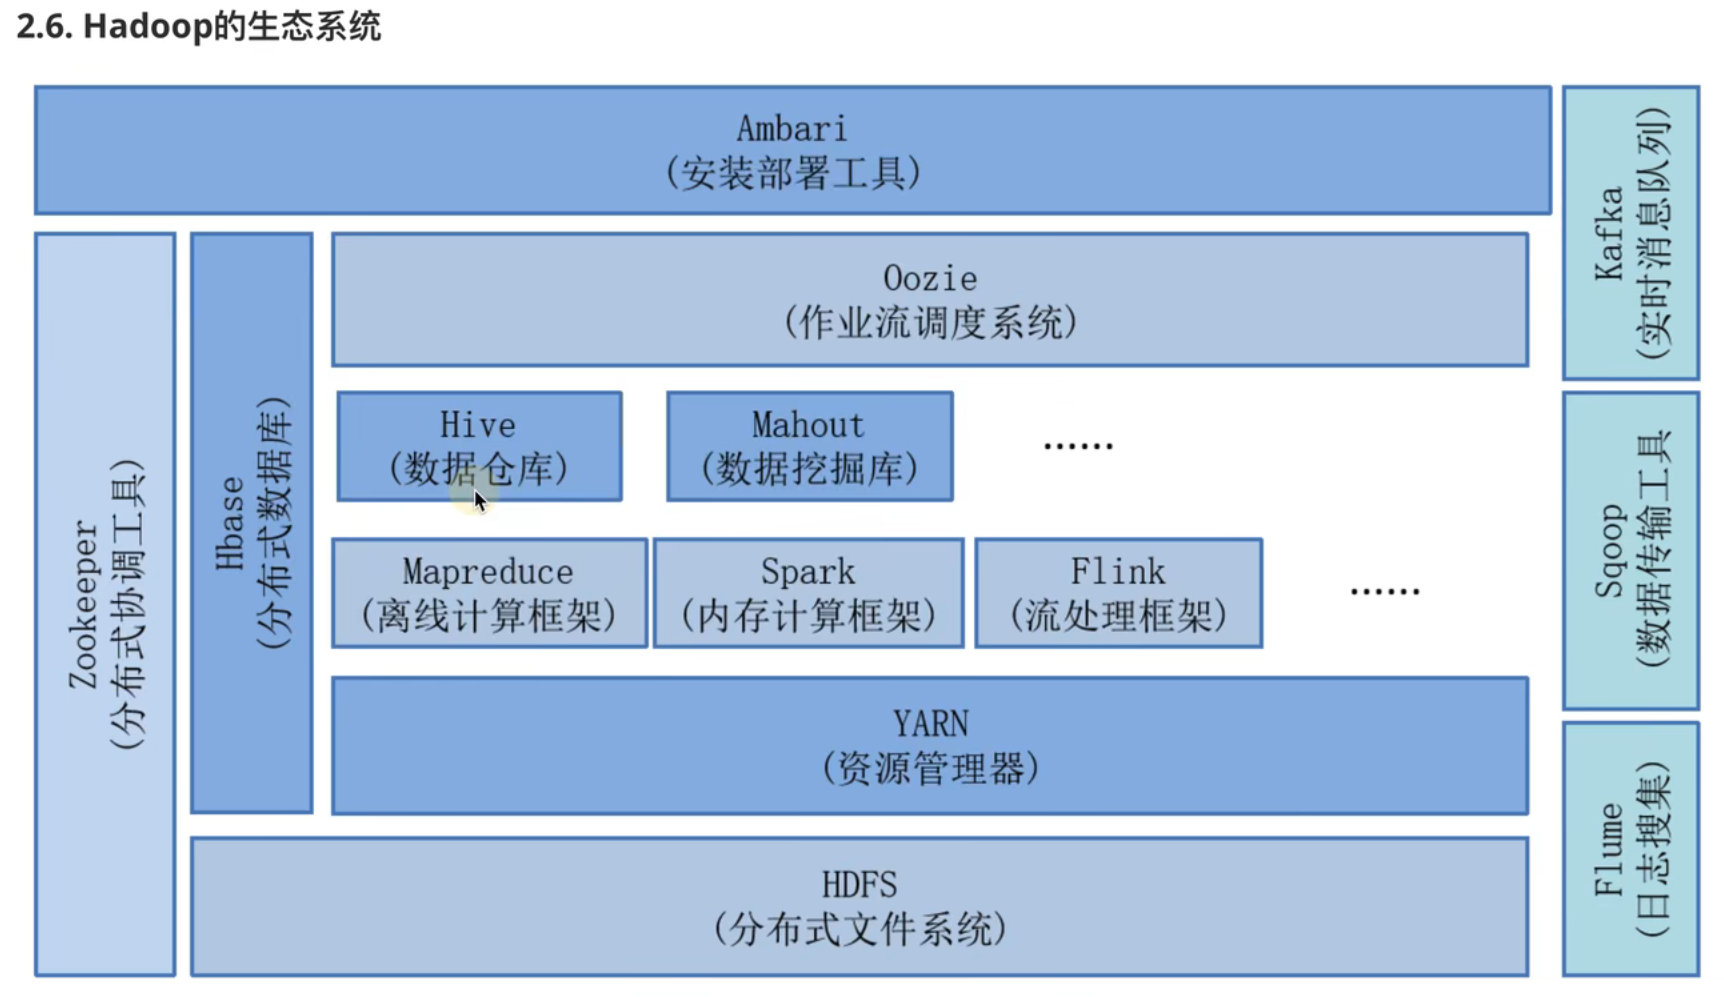 2.6. Hadoop的生态系统
Ambari
(安装部署工具)
Kafka
(实时消息队列)
Zookeeper
(分布式协调工具)
Hbase
(分布式数据库)
Oozie
(作业流调度系统)
Hive
(数据仓库)
Mahout
(数据挖掘库)
......
Sqoop
(数据传输工具)
Mapreduce
(离线计算框架)
Spark
(内存计算框架)
Flink
(流处理框架)
......
YARN
(资源管理器)
Flume
(日志搜集)
HDFS
(分布式文件系统)